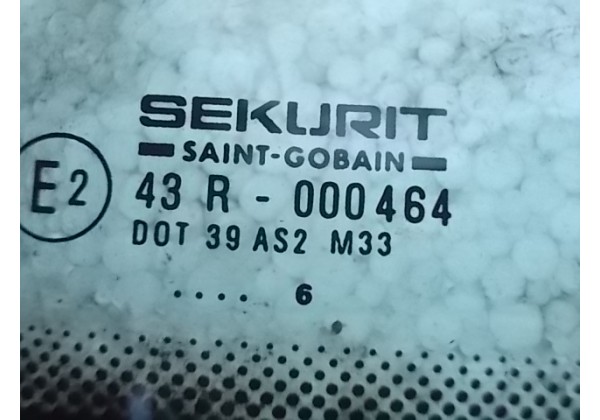 SEKURIT
SAINT-GOBAIN
E2 43 R - 000464
DOT 39 AS2 M33
.... 6